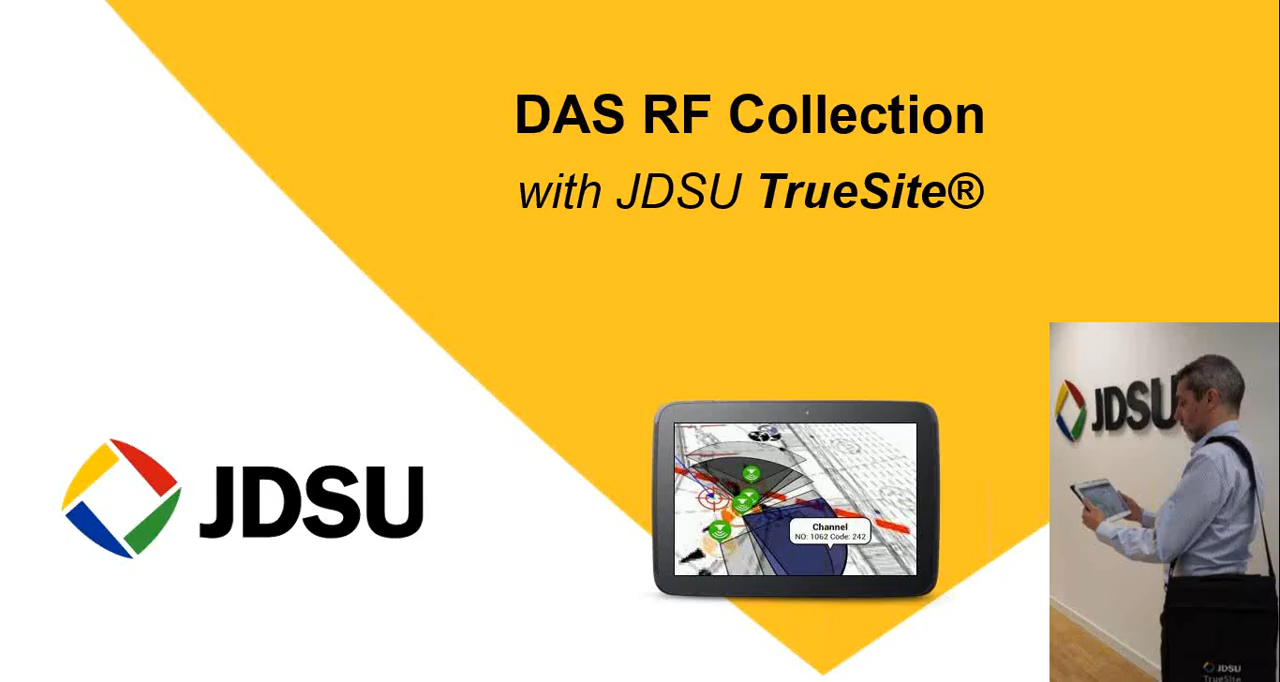 DAS RF Collection
with JDSU TrueSite®
JDSU
Channel
NO: 1062 Code: 242
JDSU
JDSU
TrueSite